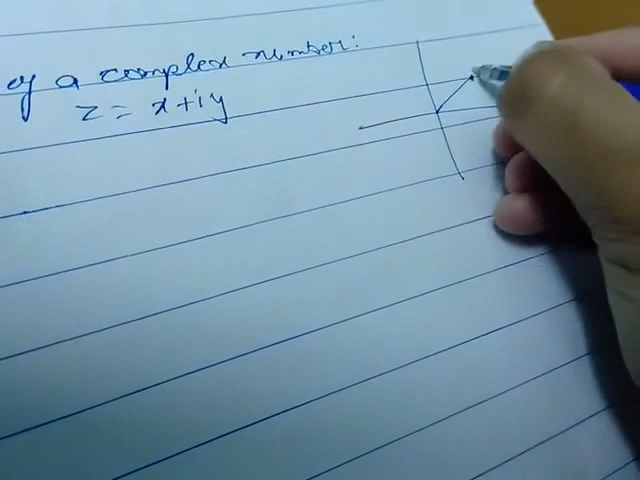 of a complex number:
z = x+iy